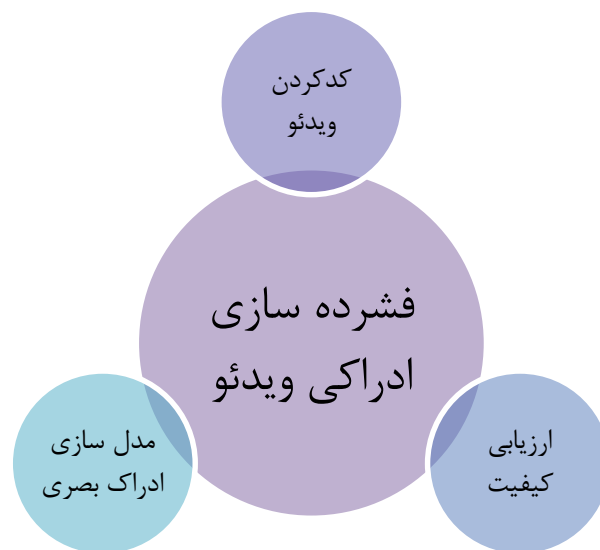 کدکردن
ویدئو
فشرده سازی
ادراکی ویدئو
ارزیابی
کیفیت
مدل سازی
ادراک بصری